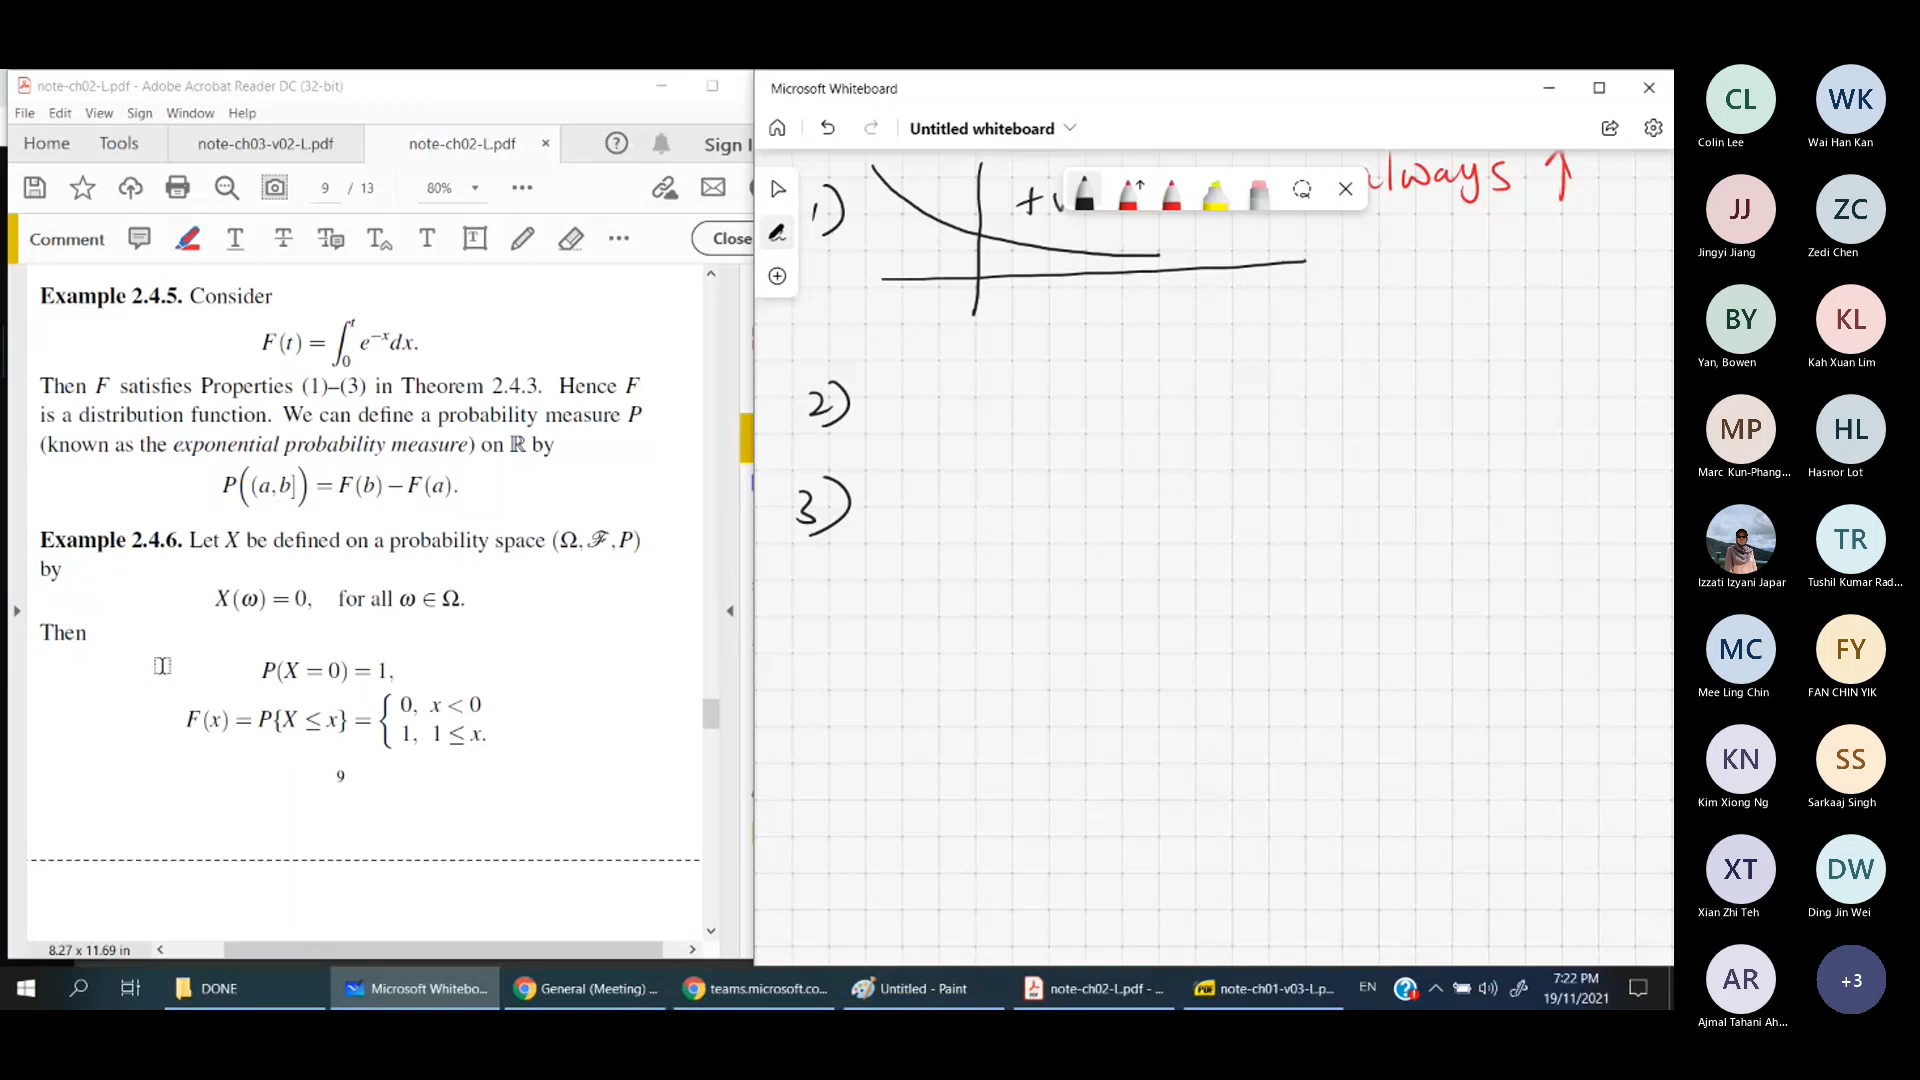 note-ch02-L.pdf - Adobe Acrobat Reader DC (32-bit)
File Edit View Sign Window Help
Home Tools note-ch03-v02-L.pdf note-ch02-L.pdf × Sign I
9 / 13 80%
Comment Close
Example 2.4.5. Consider
F(t) = ∫₀ᵗ e⁻ˣdx.
Then F satisfies Properties (1)–(3) in Theorem 2.4.3. Hence F
is a distribution function. We can define a probability measure P
(known as the exponential probability measure) on ℝ by
P((a,b]) = F(b) − F(a).
Example 2.4.6. Let X be defined on a probability space (Ω, ℱ, P)
by
X(ω) = 0, for all ω ∈ Ω.
Then
P(X = 0) = 1,
F(x) = P{X ≤ x} = { 0, x < 0
1, 1 ≤ x.
9
8.27 x 11.69 in
Microsoft Whiteboard
Untitled whiteboard
1)
lways ↑
2)
3)
CL WK
Colin Lee Wai Han Kan
JJ ZC
Jingyi Jiang Zedi Chen
BY KL
Yan, Bowen Kah Xuan Lim
MP HL
Marc Kun-Phang... Hasnor Lot
TR
Izzati Izyani Japar Tushil Kumar Rad...
MC FY
Mee Ling Chin FAN CHIN YIK
KN SS
Kim Xiong Ng Sarkaaj Singh
XT DW
Xian Zhi Teh Ding Jin Wei
AR +3
Ajmal Tahani Ah...
DONE Microsoft Whitebo... General (Meeting) ... teams.microsoft.co... Untitled - Paint note-ch02-L.pdf - ... note-ch01-v03-L.p... EN 7:22 PM
19/11/2021